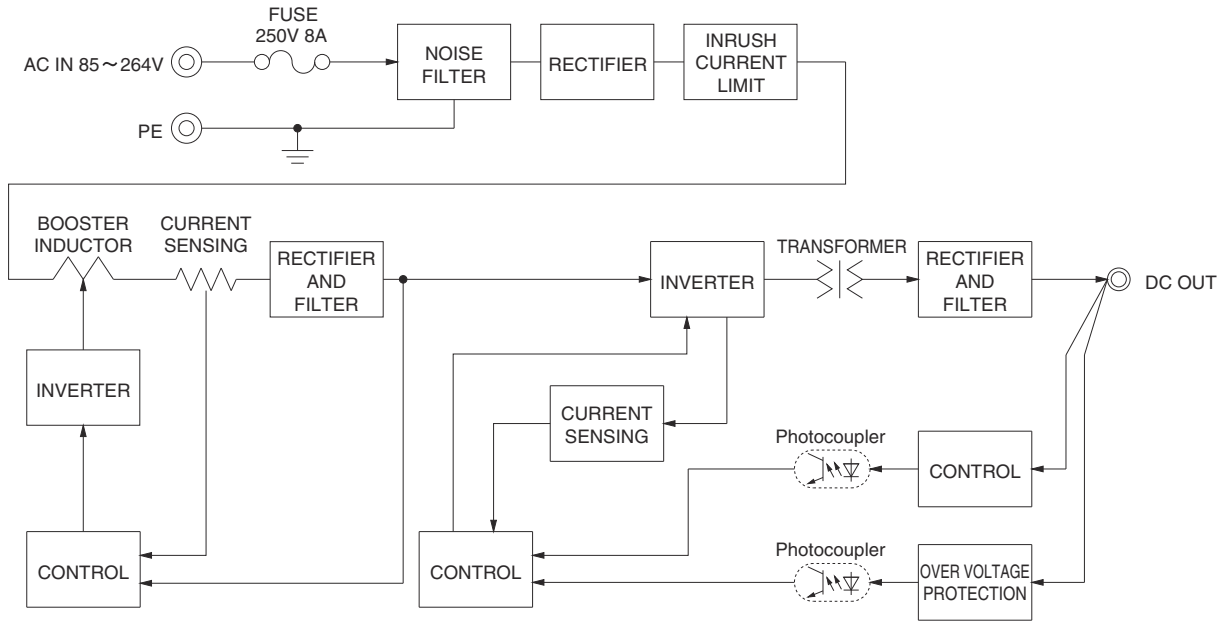 FUSE
250V 8A
AC IN 85～264V
NOISE
FILTER
RECTIFIER
INRUSH
CURRENT
LIMIT
PE
BOOSTER
INDUCTOR
CURRENT
SENSING
RECTIFIER
AND
FILTER
INVERTER
TRANSFORMER
RECTIFIER
AND
FILTER
DC OUT
INVERTER
CURRENT
SENSING
Photocoupler
CONTROL
CONTROL
CONTROL
Photocoupler
OVER VOLTAGE
PROTECTION